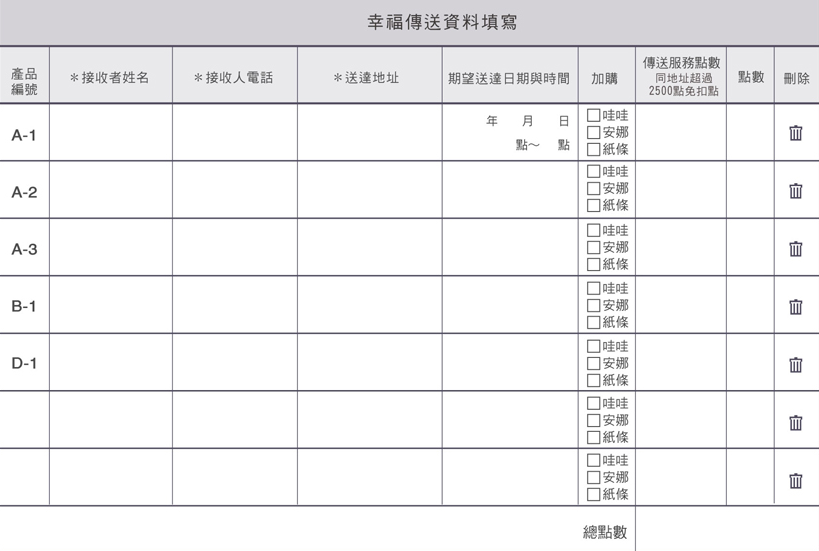 幸福傳送資料填寫
產品編號 ＊接收者姓名 ＊接收人電話 ＊送達地址 期望送達日期與時間 加購 傳送服務點數 同地址超過 2500點免扣點 點數 刪除
A-1 年 月 日 點～ 點
哇哇
安娜
紙條
A-2
哇哇
安娜
紙條
A-3
哇哇
安娜
紙條
B-1
哇哇
安娜
紙條
D-1
哇哇
安娜
紙條
哇哇
安娜
紙條
哇哇
安娜
紙條
總點數